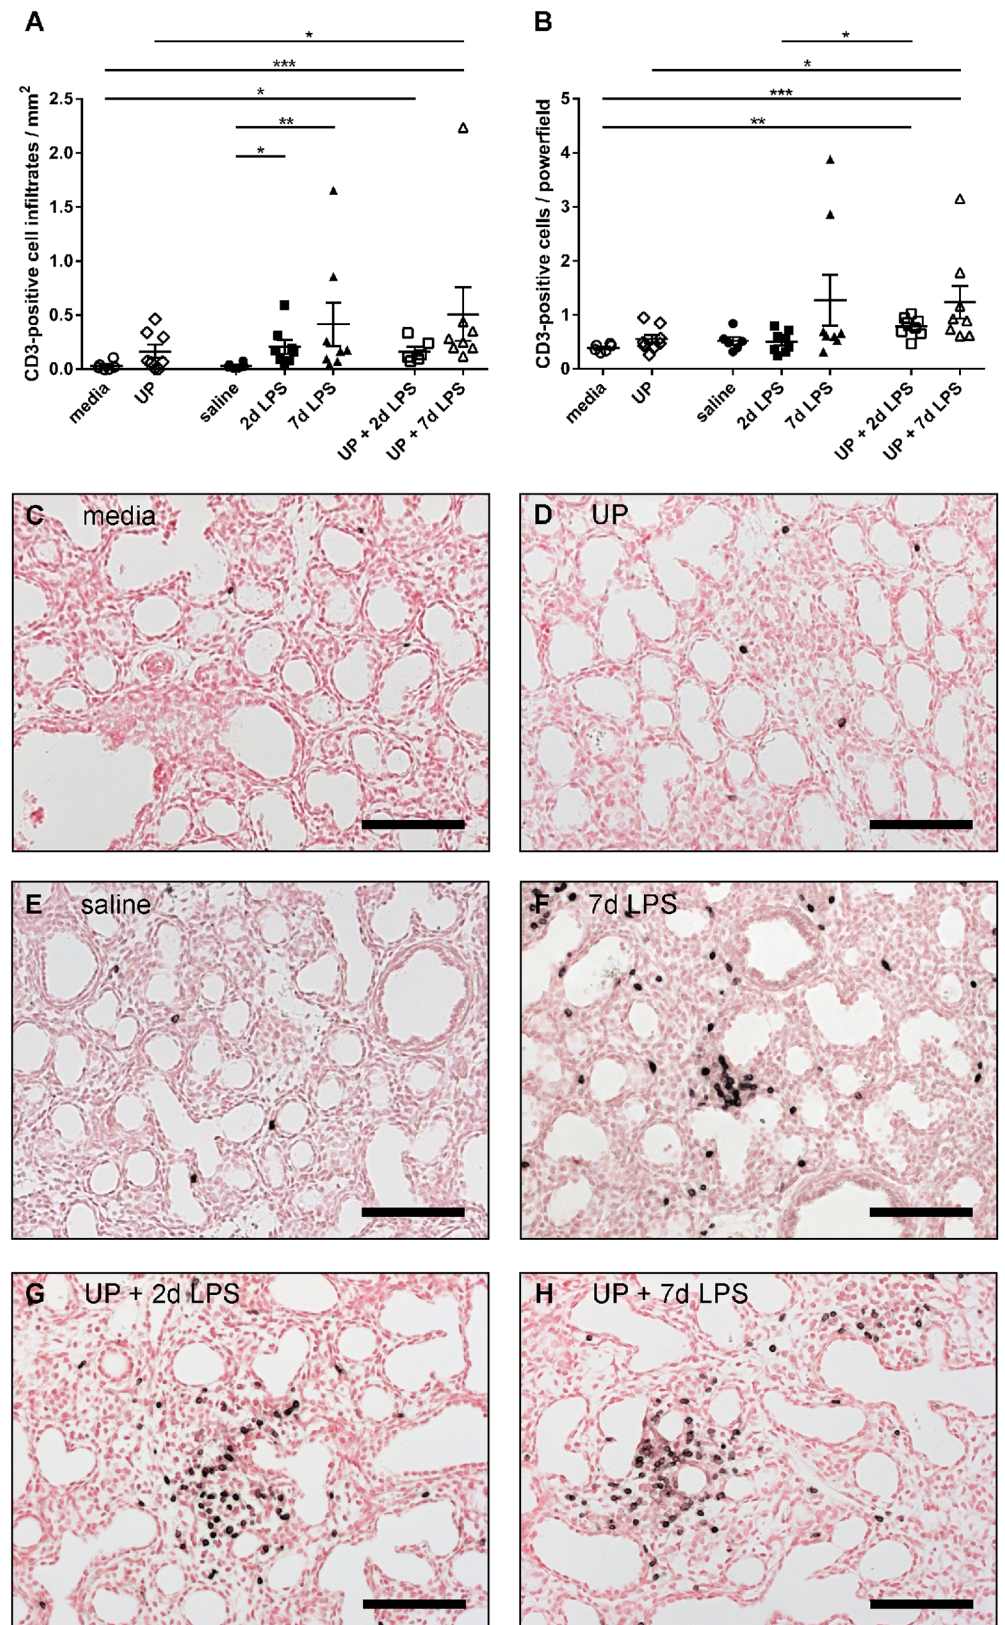 A
B
*
***
*
**
*
CD3-positive cell infiltrates / mm2
2.5
2.0
1.5
1.0
0.5
0.0
media
UP
saline
2d LPS
7d LPS
UP + 2d LPS
UP + 7d LPS
*
*
***
**
CD3-positive cells / powerfield
5
4
3
2
1
0
media
UP
saline
2d LPS
7d LPS
UP + 2d LPS
UP + 7d LPS
C media
D UP
E saline
F 7d LPS
G UP + 2d LPS
H UP + 7d LPS